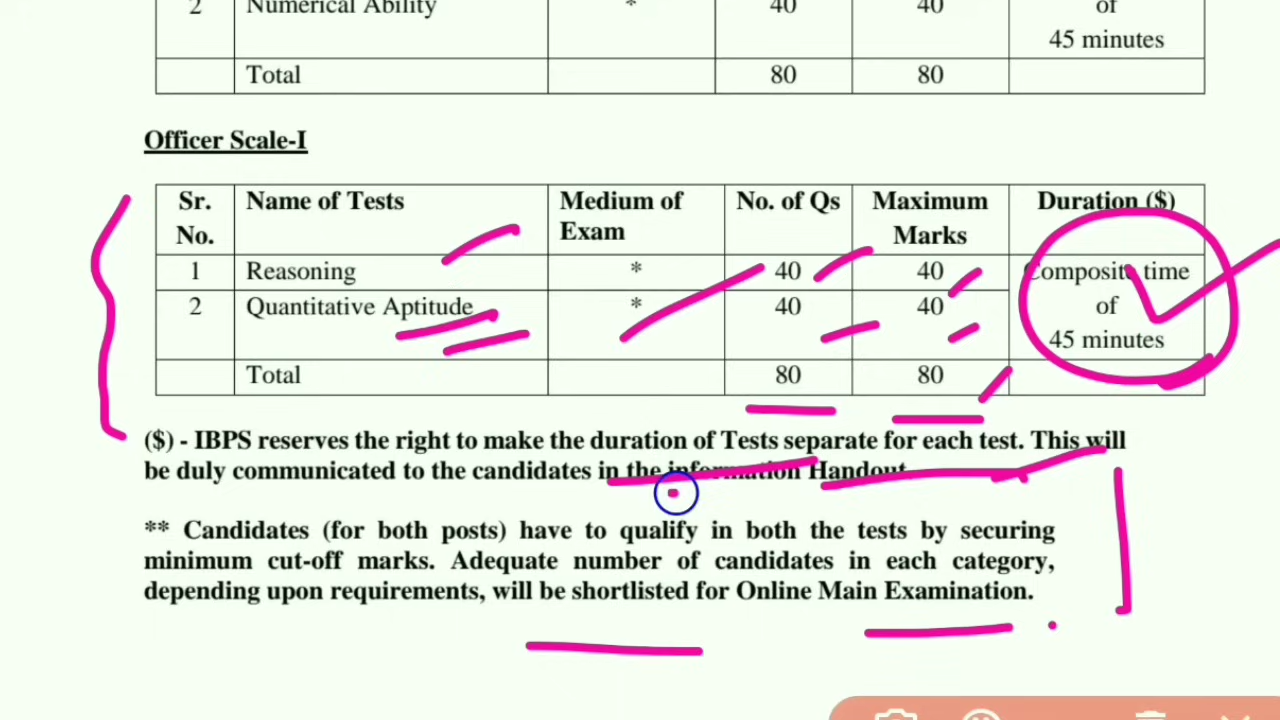 2 Numerical Ability * 40 40 of
45 minutes
Total 80 80
Officer Scale-I
Sr. No. Name of Tests Medium of Exam No. of Qs Maximum Marks Duration ($)
1 Reasoning * 40 40 Composite time
2 Quantitative Aptitude * 40 40 of
45 minutes
Total 80 80
($) - IBPS reserves the right to make the duration of Tests separate for each test. This will
be duly communicated to the candidates in the information Handout
** Candidates (for both posts) have to qualify in both the tests by securing
minimum cut-off marks. Adequate number of candidates in each category,
depending upon requirements, will be shortlisted for Online Main Examination.